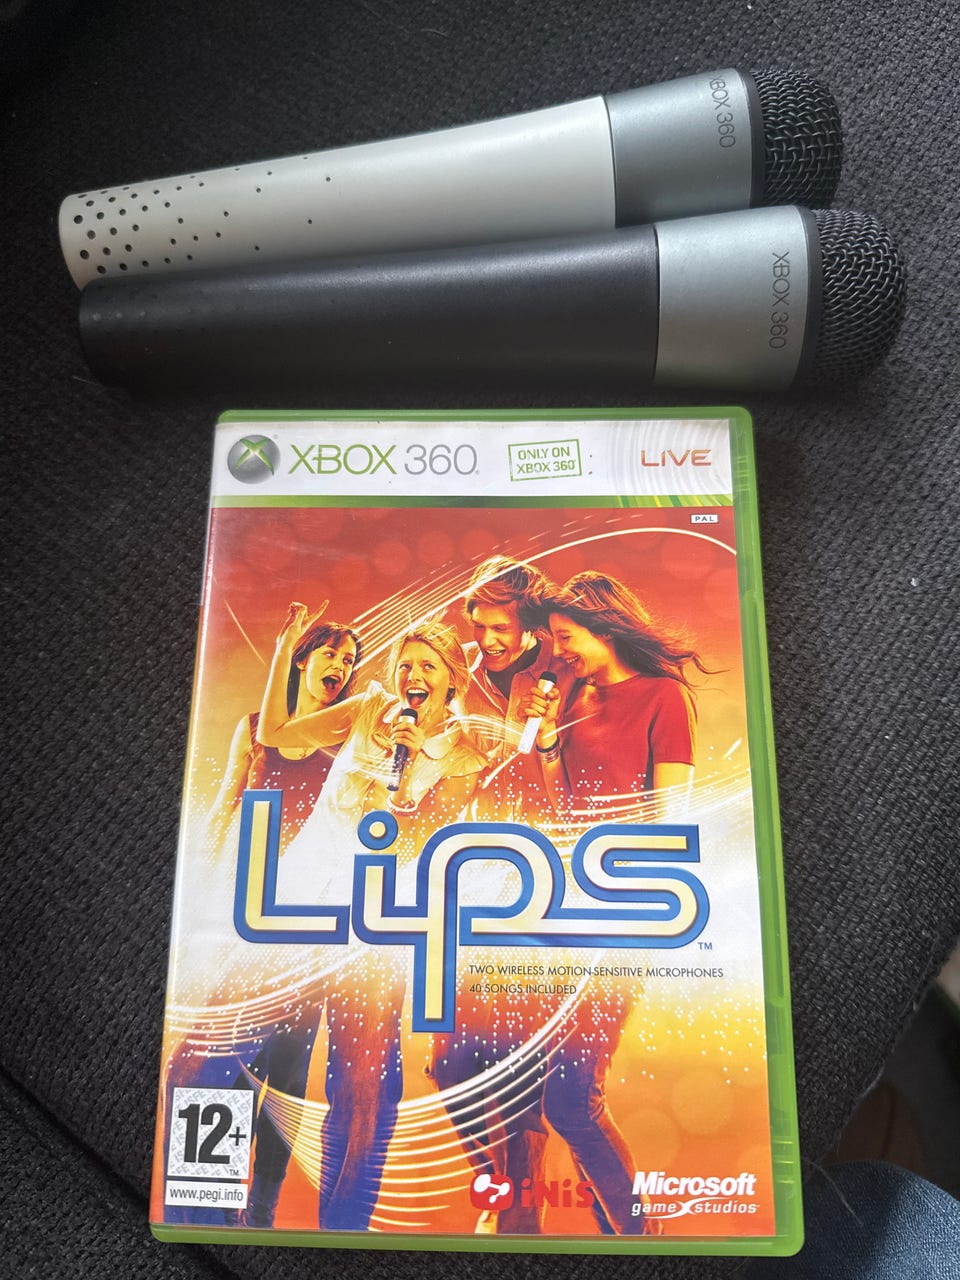 XBOX 360
XBOX 360
XBOX 360
ONLY ON
XBOX 360
LIVE
PAL
Lips™
TWO WIRELESS MOTION-SENSITIVE MICROPHONES
40 SONGS INCLUDED
12+
™
www.pegi.info
iNiS
Microsoft
game studios